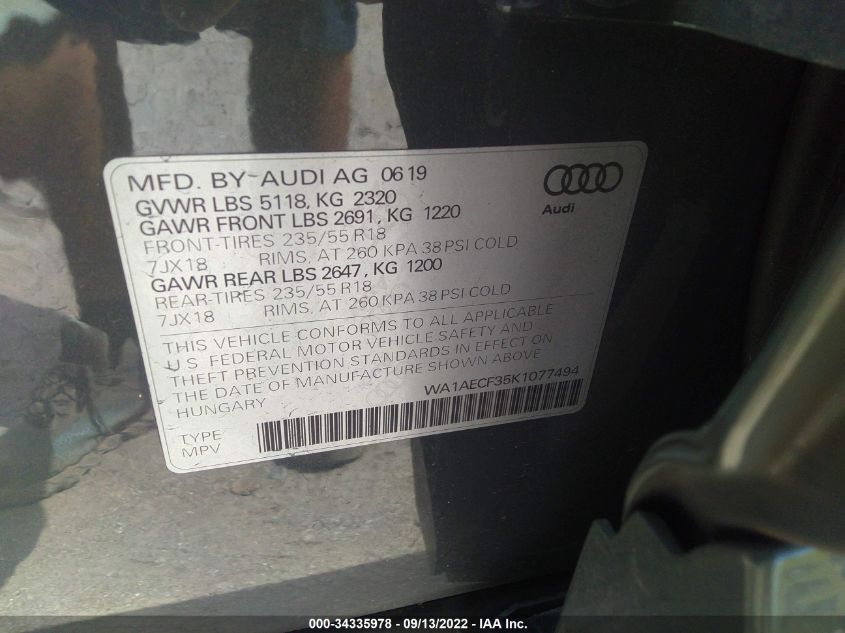 MFD. BY AUDI AG 06 19
Audi
GVWR LBS 5118, KG 2320
GAWR FRONT LBS 2691, KG 1220
FRONT-TIRES 235/55 R18
7JX18 RIMS, AT 260 KPA 38 PSI COLD
GAWR REAR LBS 2647, KG 1200
REAR-TIRES 235/55 R18
7JX18 RIMS, AT 260 KPA 38 PSI COLD
THIS VEHICLE CONFORMS TO ALL APPLICABLE
U S FEDERAL MOTOR VEHICLE SAFETY AND
THEFT PREVENTION STANDARDS IN EFFECT ON
THE DATE OF MANUFACTURE SHOWN ABOVE
HUNGARY
WA1AECF35K1077494
TYPE
MPV
000-34335978 - 09/13/2022 - IAA Inc.